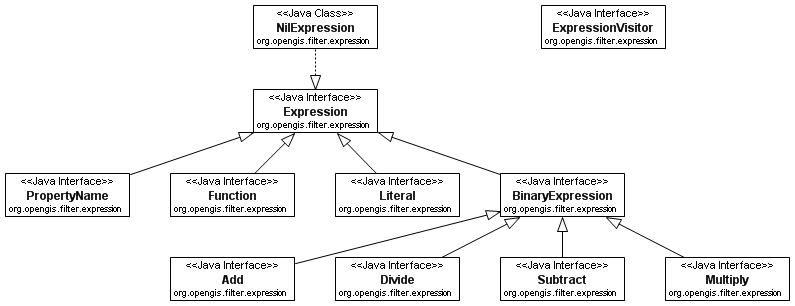 <<Java Class>>
NilExpression
org.opengis.filter.expression
<<Java Interface>>
ExpressionVisitor
org.opengis.filter.expression
<<Java Interface>>
Expression
org.opengis.filter.expression
<<Java Interface>>
PropertyName
org.opengis.filter.expression
<<Java Interface>>
Function
org.opengis.filter.expression
<<Java Interface>>
Literal
org.opengis.filter.expression
<<Java Interface>>
BinaryExpression
org.opengis.filter.expression
<<Java Interface>>
Add
org.opengis.filter.expression
<<Java Interface>>
Divide
org.opengis.filter.expression
<<Java Interface>>
Subtract
org.opengis.filter.expression
<<Java Interface>>
Multiply
org.opengis.filter.expression